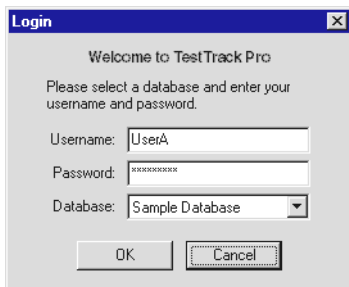 Login
Welcome to TestTrack Pro
Please select a database and enter your
username and password.
Username: UserA
Password: *********
Database: Sample Database
OK Cancel